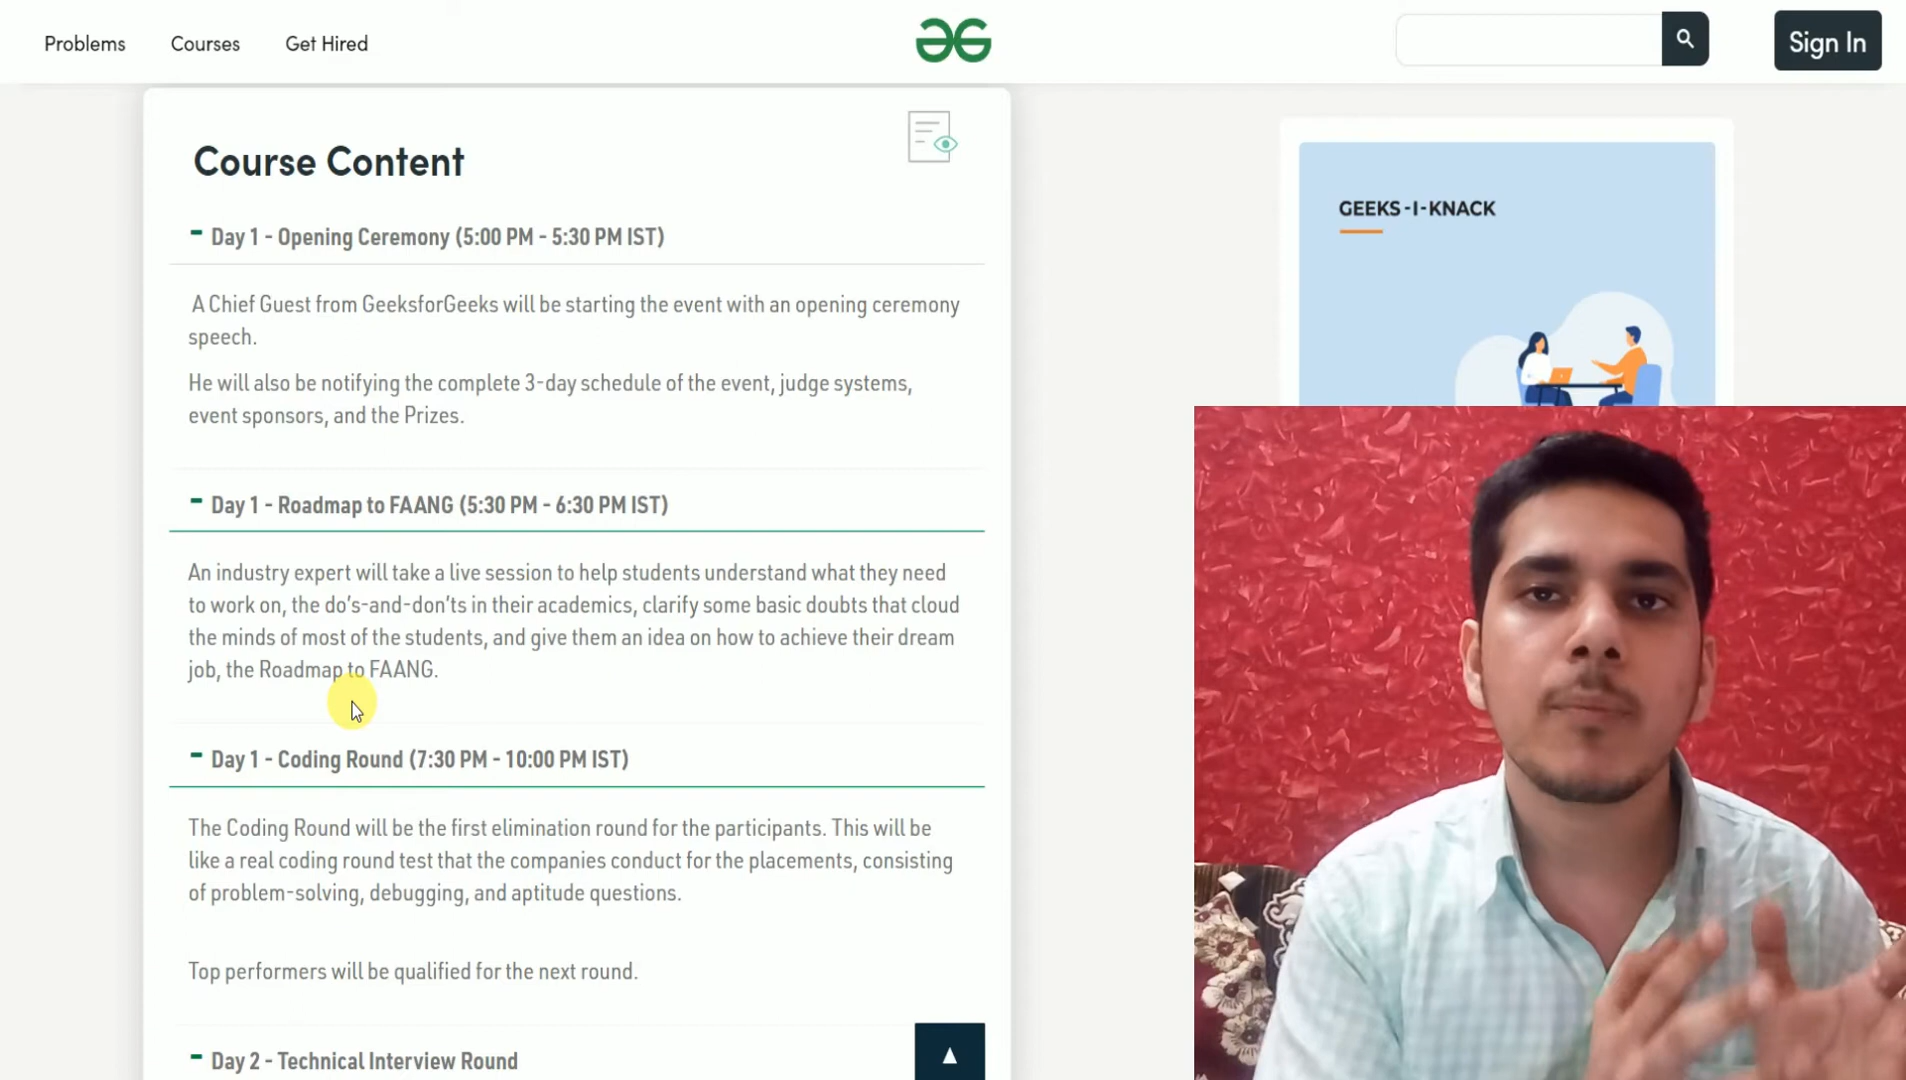 Problems Courses Get Hired Sign In
Course Content
GEEKS-I-KNACK
- Day 1 - Opening Ceremony (5:00 PM - 5:30 PM IST)
A Chief Guest from GeeksforGeeks will be starting the event with an opening ceremony
speech.
He will also be notifying the complete 3-day schedule of the event, judge systems,
event sponsors, and the Prizes.
- Day 1 - Roadmap to FAANG (5:30 PM - 6:30 PM IST)
An industry expert will take a live session to help students understand what they need
to work on, the do’s-and-don’ts in their academics, clarify some basic doubts that cloud
the minds of most of the students, and give them an idea on how to achieve their dream
job, the Roadmap to FAANG.
- Day 1 - Coding Round (7:30 PM - 10:00 PM IST)
The Coding Round will be the first elimination round for the participants. This will be
like a real coding round test that the companies conduct for the placements, consisting
of problem-solving, debugging, and aptitude questions.
Top performers will be qualified for the next round.
- Day 2 - Technical Interview Round